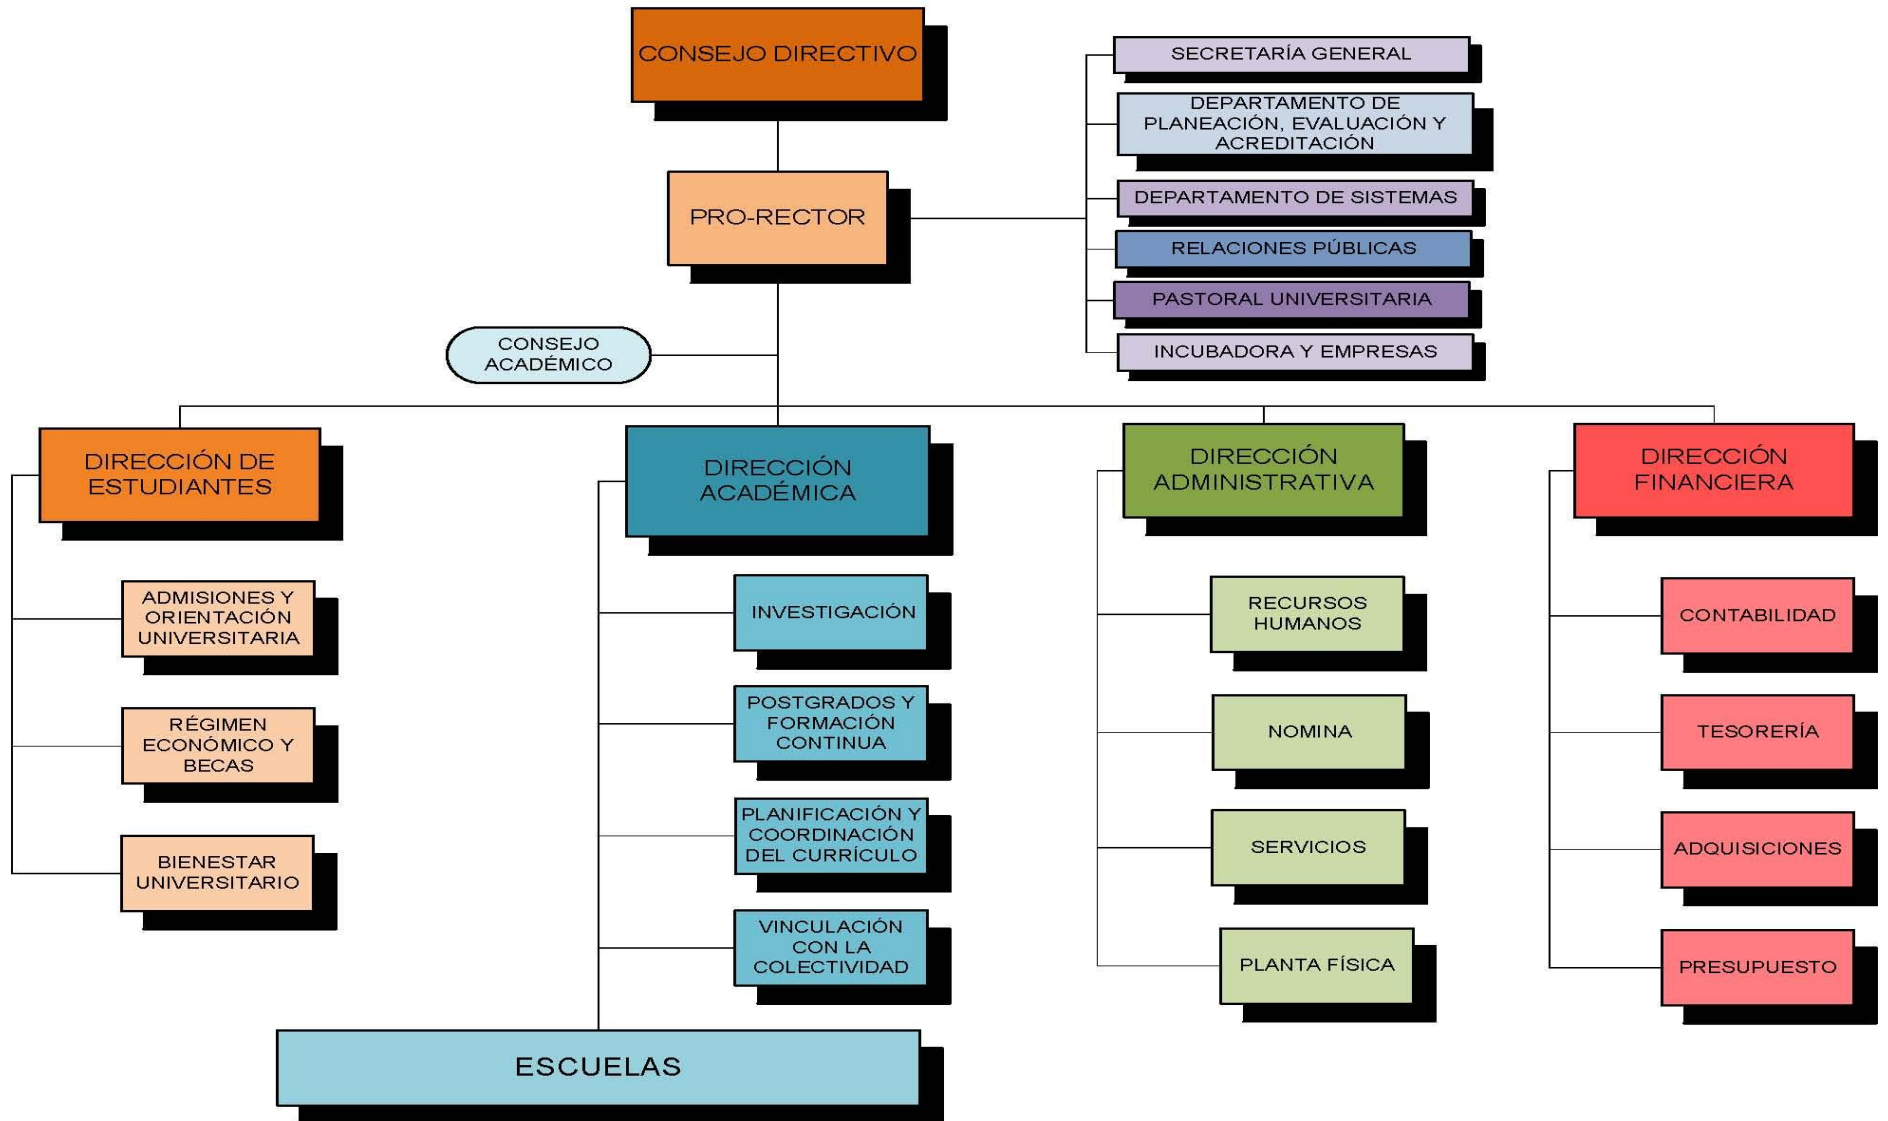 CONSEJO DIRECTIVO
SECRETARÍA GENERAL
DEPARTAMENTO DE
PLANEACIÓN, EVALUACIÓN Y
ACREDITACIÓN
PRO-RECTOR
DEPARTAMENTO DE SISTEMAS
RELACIONES PÚBLICAS
PASTORAL UNIVERSITARIA
INCUBADORA Y EMPRESAS
CONSEJO
ACADÉMICO
DIRECCIÓN DE
ESTUDIANTES
ADMISIONES Y
ORIENTACIÓN
UNIVERSITARIA
RÉGIMEN
ECONÓMICO Y
BECAS
BIENESTAR
UNIVERSITARIO
DIRECCIÓN
ACADÉMICA
INVESTIGACIÓN
POSTGRADOS Y
FORMACIÓN
CONTINUA
PLANIFICACIÓN Y
COORDINACIÓN
DEL CURRÍCULO
VINCULACIÓN
CON LA
COLECTIVIDAD
ESCUELAS
DIRECCIÓN
ADMINISTRATIVA
RECURSOS
HUMANOS
NOMINA
SERVICIOS
PLANTA FÍSICA
DIRECCIÓN
FINANCIERA
CONTABILIDAD
TESORERÍA
ADQUISICIONES
PRESUPUESTO